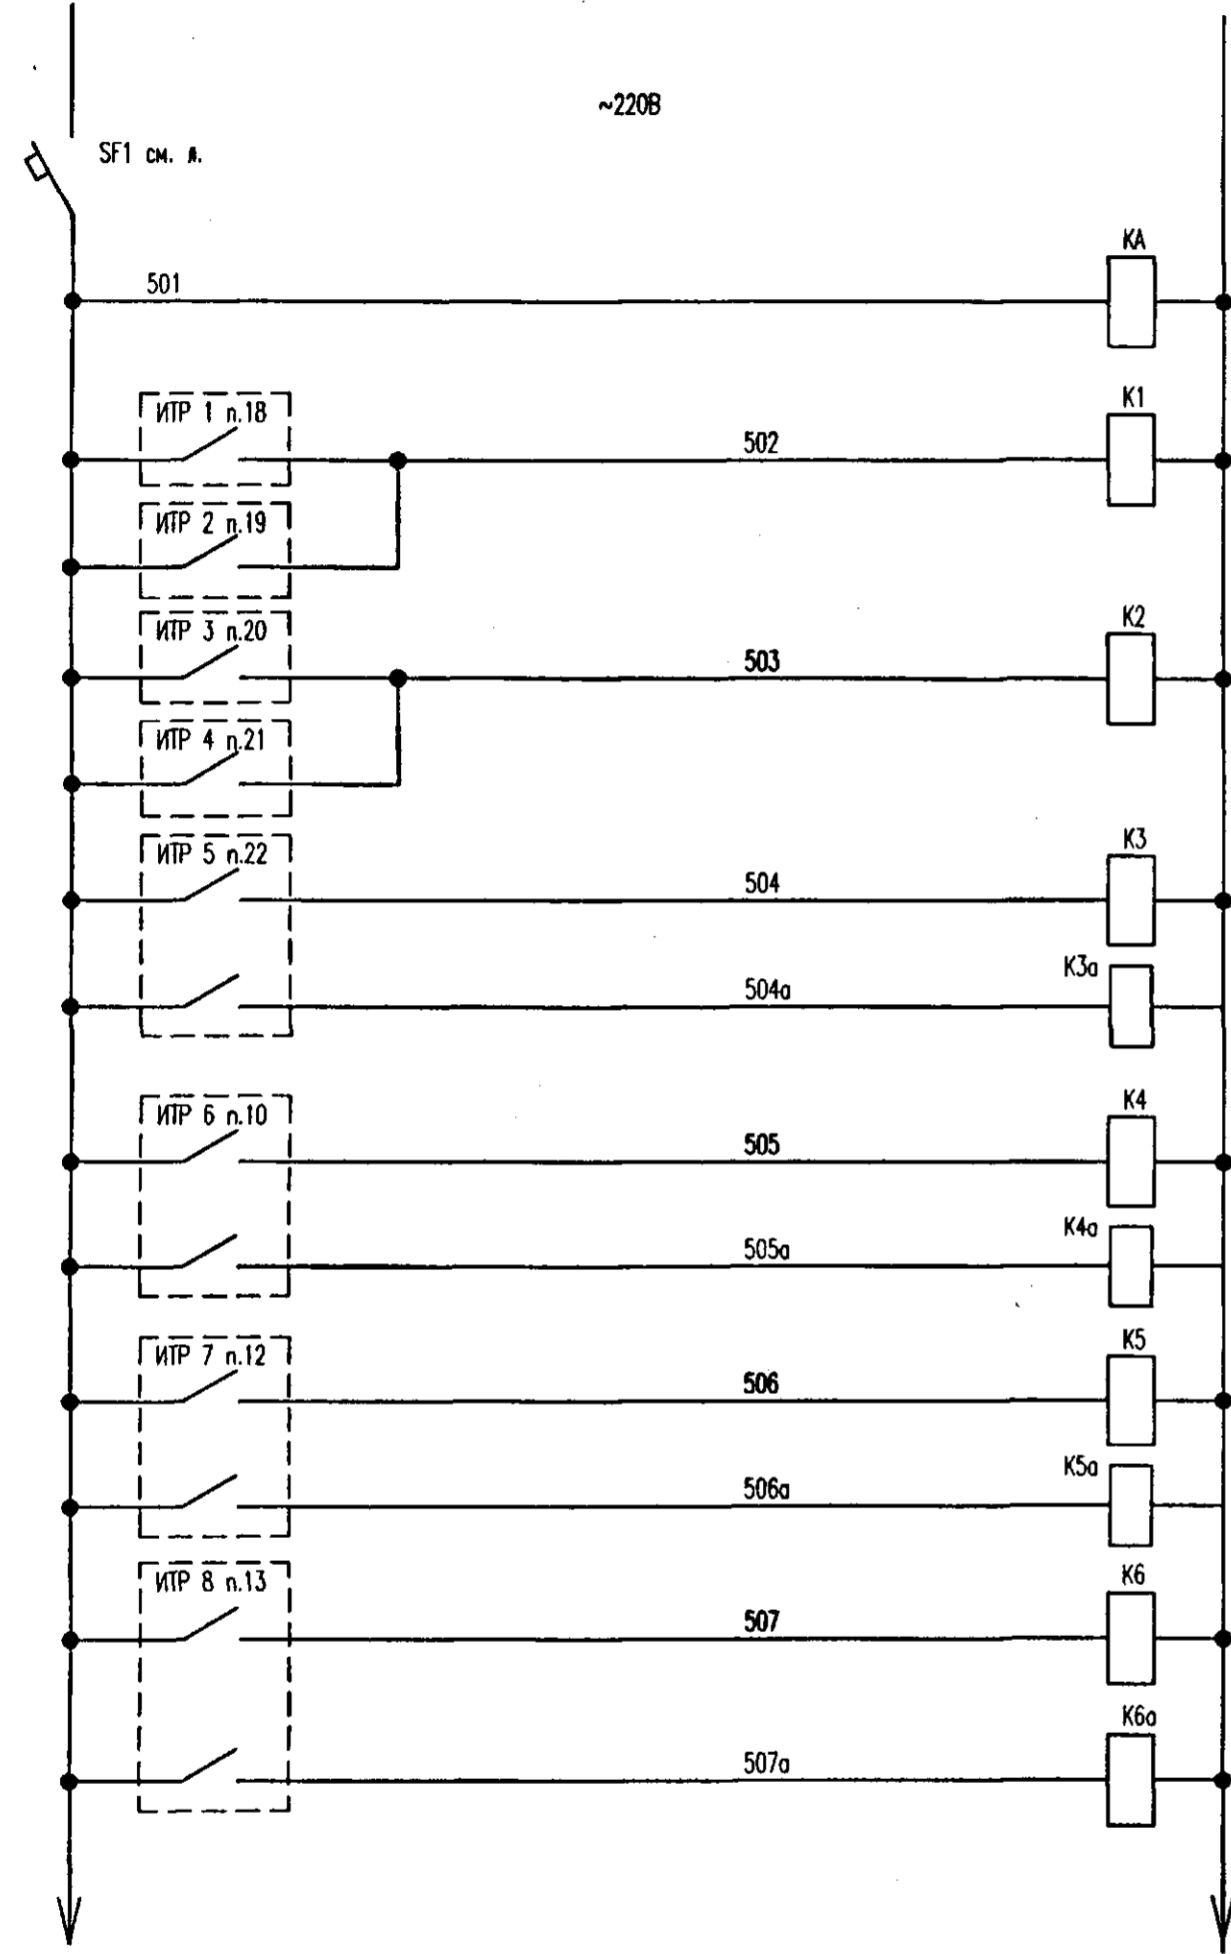 ~220В
SF1 см. л.
КА
501
К1
ИТР 1 п.18
502
ИТР 2 п.19
К2
ИТР 3 п.20
503
ИТР 4 п.21
К3
ИТР 5 п.22
504
К3а
504а
К4
ИТР 6 п.10
505
К4а
505а
К5
ИТР 7 п.12
506
К5а
506а
К6
ИТР 8 п.13
507
К6а
507а